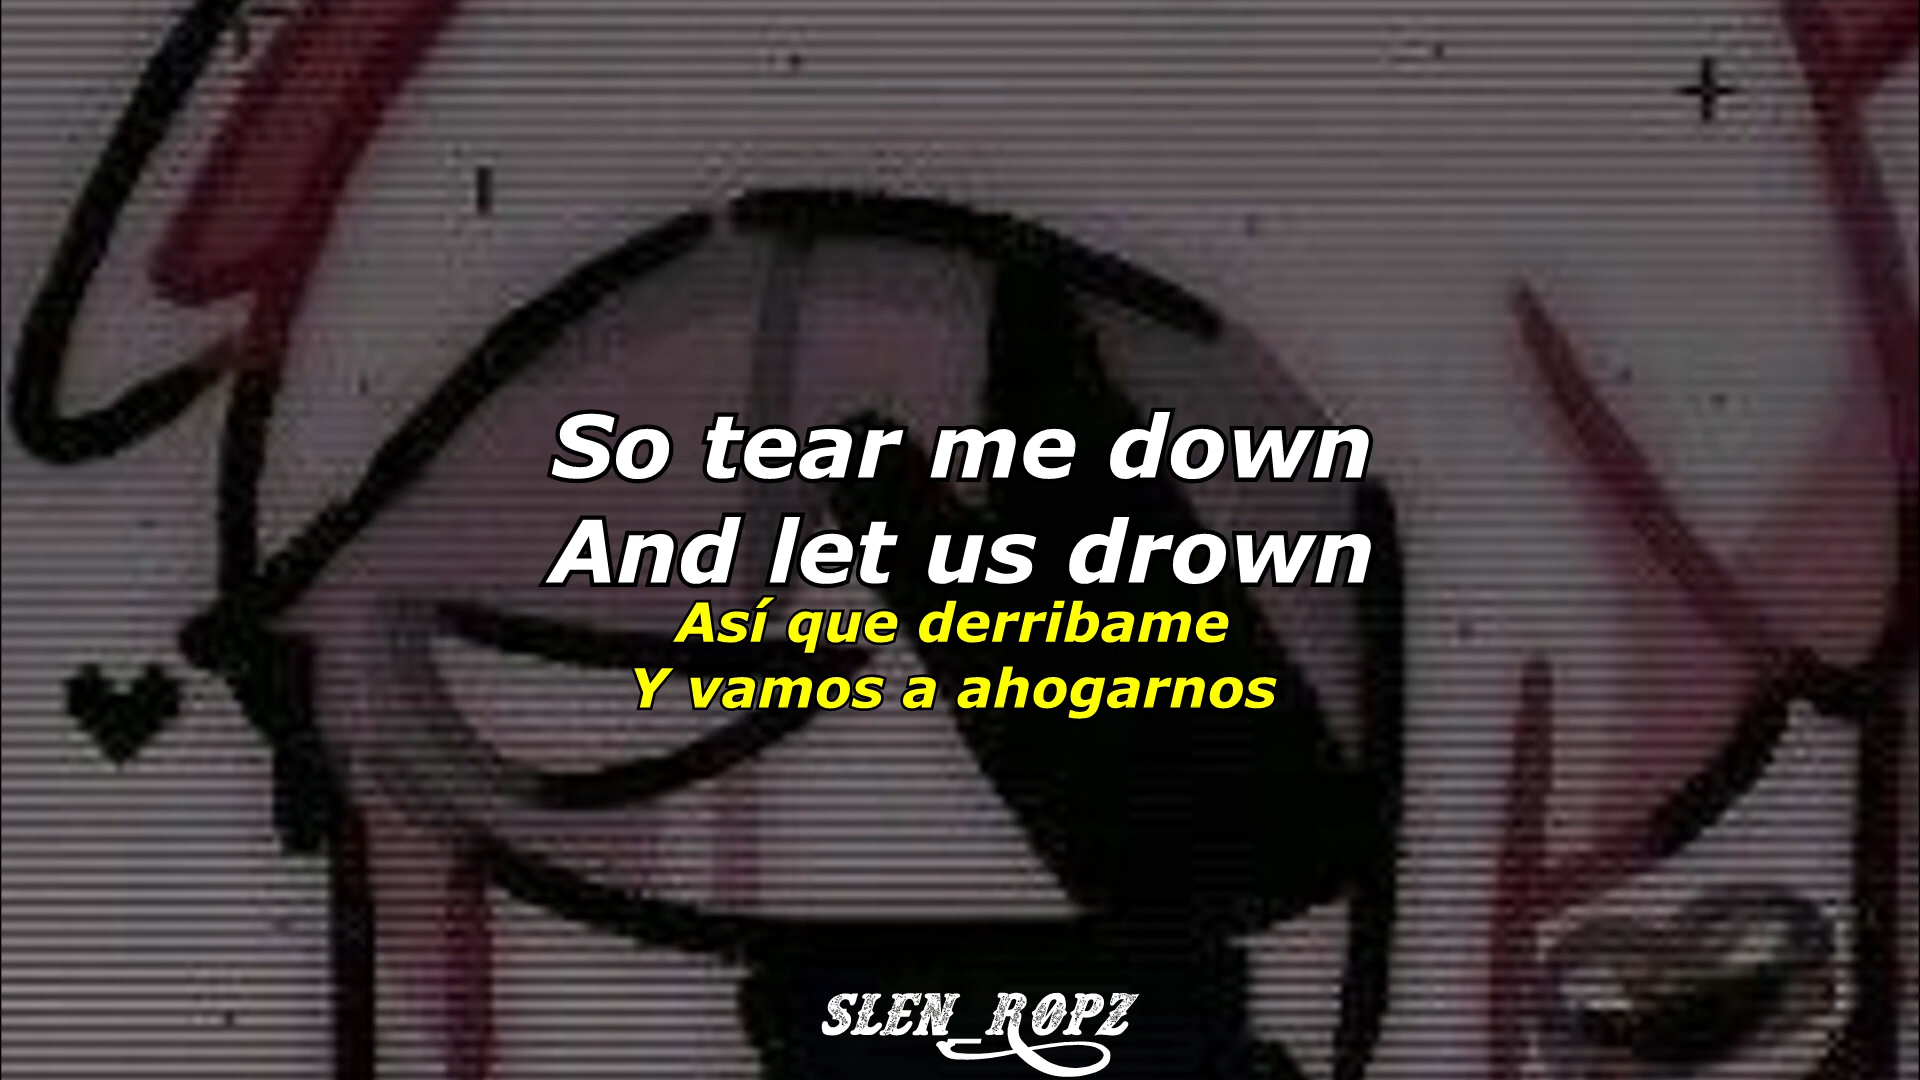 So tear me down
And let us drown
Así que derribame
Y vamos a ahogarnos
SLEN_ROPZ